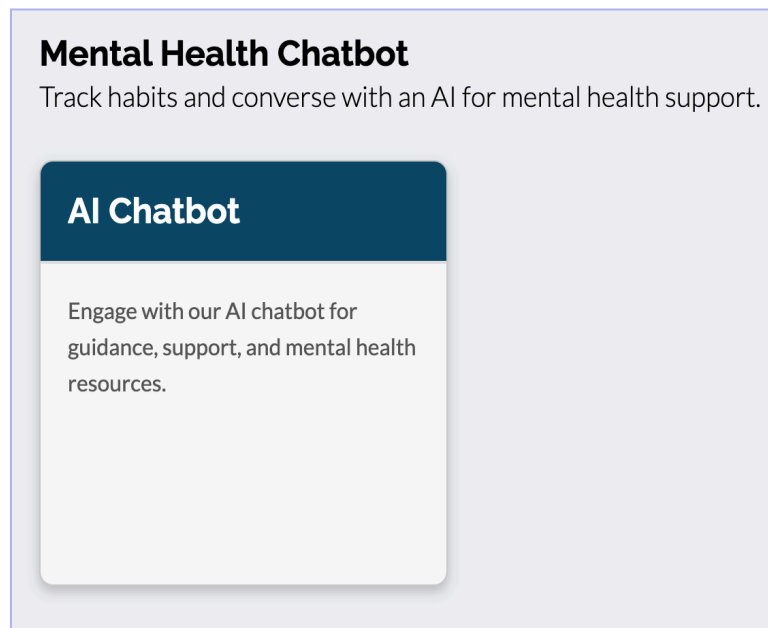 Mental Health Chatbot
Track habits and converse with an AI for mental health support.
AI Chatbot
Engage with our AI chatbot for
guidance, support, and mental health
resources.